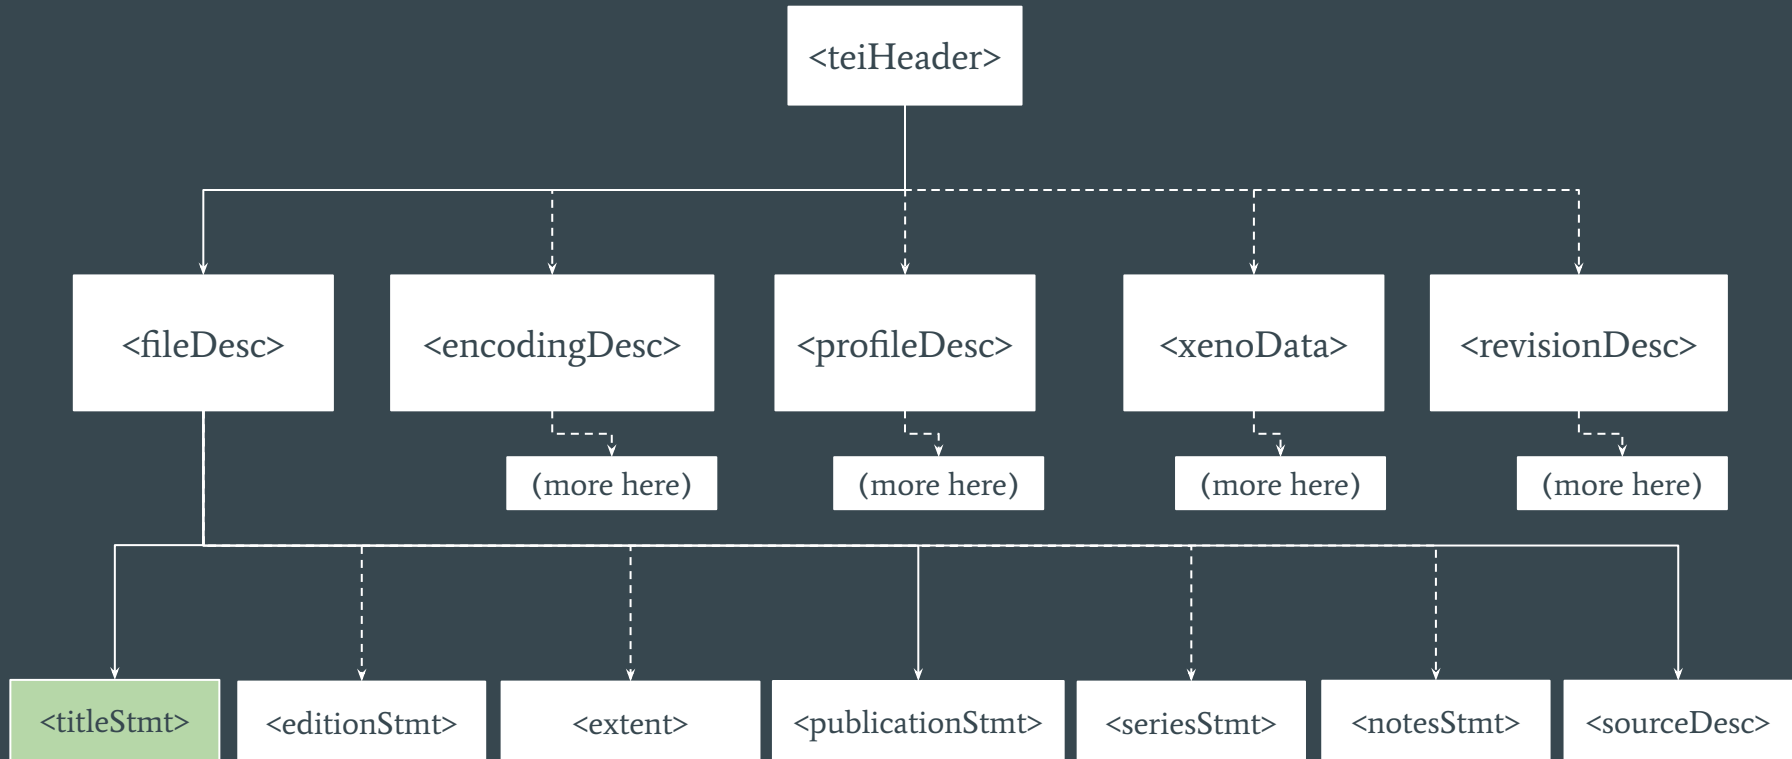 <teiHeader>
<fileDesc>
<encodingDesc>
<profileDesc>
<xenoData>
<revisionDesc>
(more here)
(more here)
(more here)
(more here)
<titleStmt>
<editionStmt>
<extent>
<publicationStmt>
<seriesStmt>
<notesStmt>
<sourceDesc>